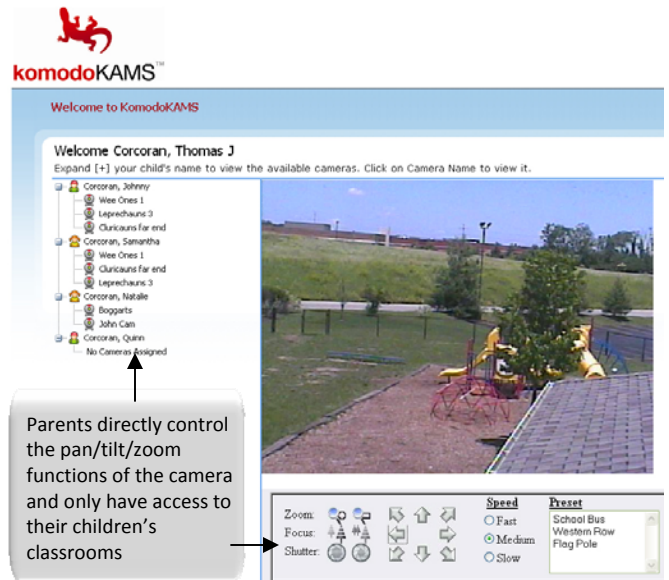 komodoKAMS™
Welcome to KomodoKAMS
Welcome Corcoran, Thomas J
Expand [+] your child's name to view the available cameras. Click on Camera Name to view it.
Corcoran, Johnny
Wee Ones 1
Leprechauns 3
Cluricauns far end
Corcoran, Samantha
Wee Ones 1
Cluricauns far end
Leprechauns 3
Corcoran, Natalie
Boggarts
John Cam
Corcoran, Quinn
No Cameras Assigned
Parents directly control
the pan/tilt/zoom
functions of the camera
and only have access to
their children's
classrooms
Zoom:
Focus:
Shutter:
Speed
Fast
Medium
Slow
Preset
School Bus
Western Row
Flag Pole